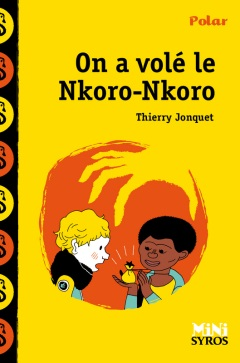 Polar
On a volé le
Nkoro-Nkoro
Thierry Jonquet
MiNi
SYROS